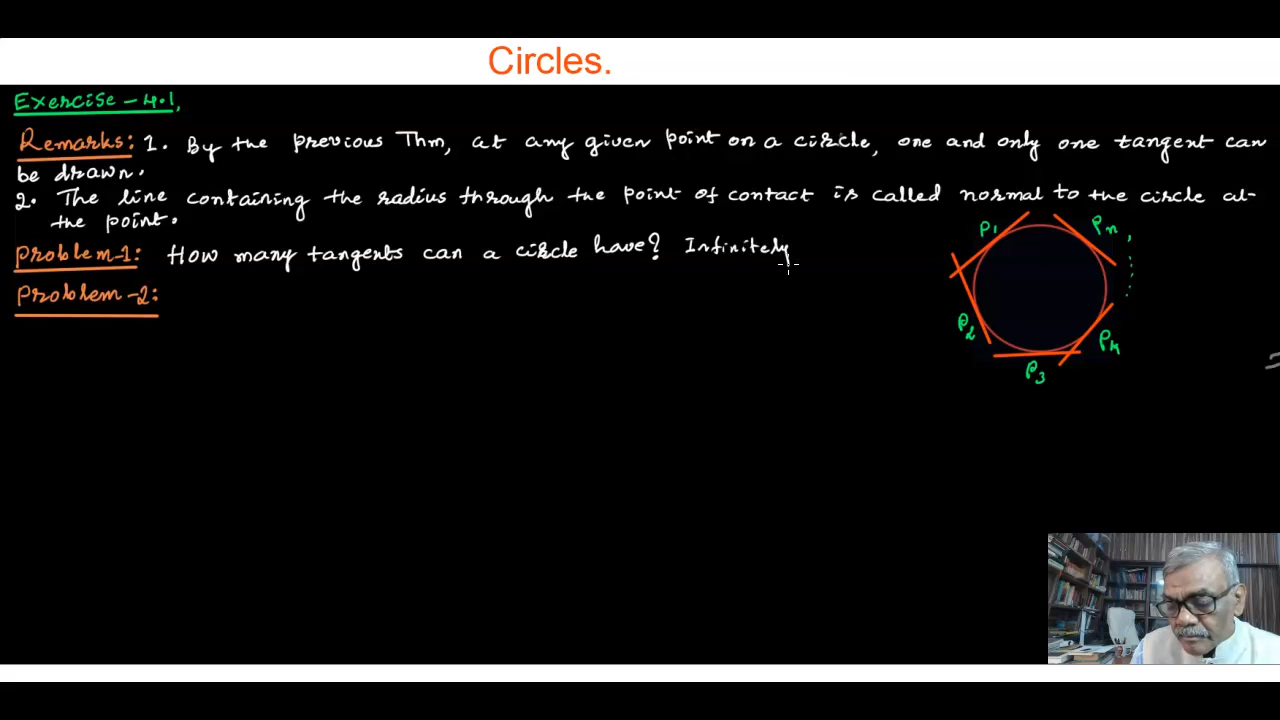 Circles.
Exercise-4.1,
Remarks: 1. By the previous Thm, at any given point on a circle, one and only one tangent can
be drawn.
2. The line containing the radius through the point of contact is called normal to the circle at
the point.
Problem-1: How many tangents can a circle have? Infinitely
Problem-2:
P1
Pn,
P2
P4
P3